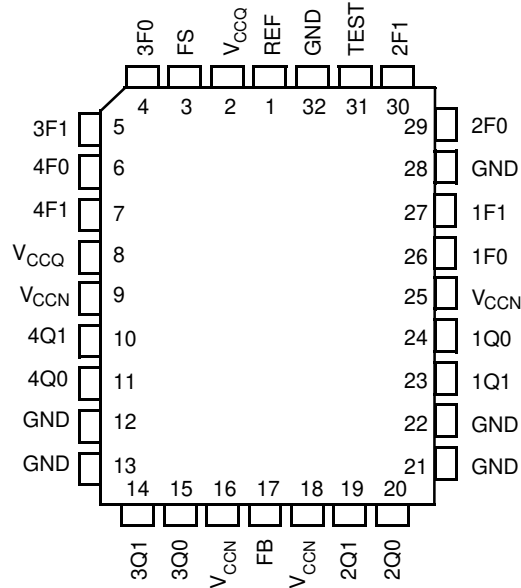 3F0 FS VCCQ REF GND TEST 2F1
4 3 2 1 32 31 30
3F1 5 29 2F0
4F0 6 28 GND
4F1 7 27 1F1
VCCQ 8 26 1F0
VCCN 9 25 VCCN
4Q1 10 24 1Q0
4Q0 11 23 1Q1
GND 12 22 GND
GND 13 21 GND
14 15 16 17 18 19 20
3Q1 3Q0 VCCN FB VCCN 2Q1 2Q0